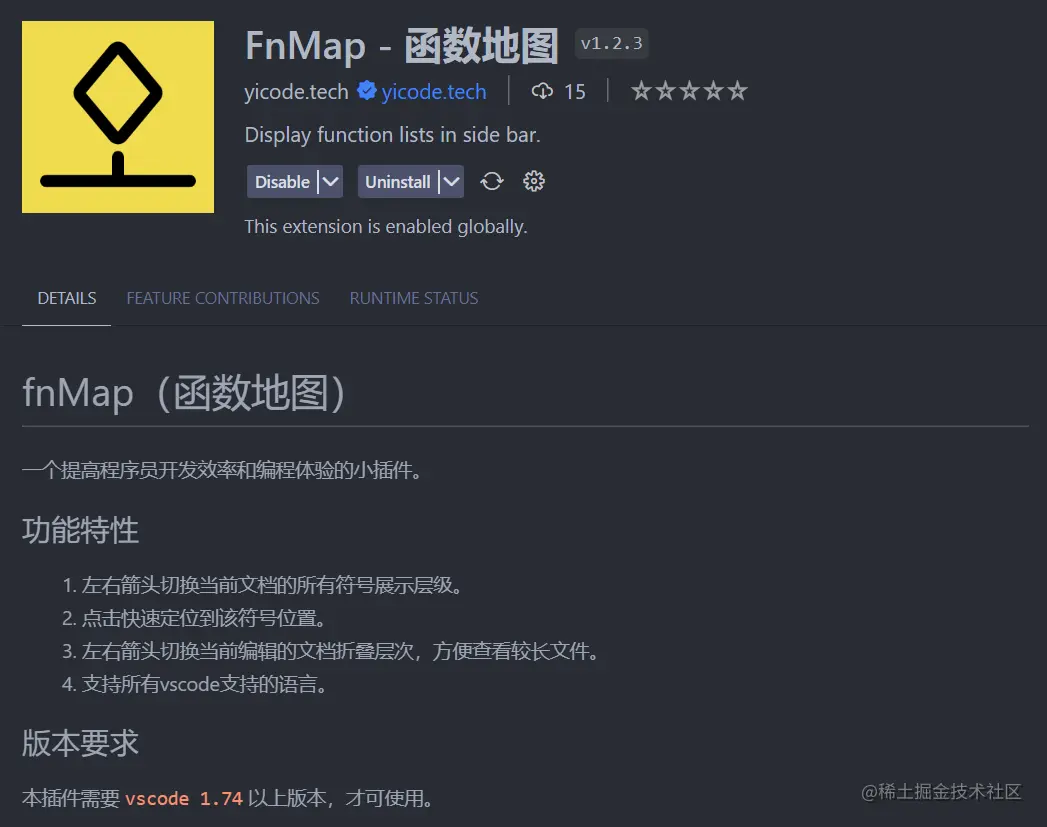 FnMap - 函数地图 v1.2.3
yicode.tech yicode.tech 15
Display function lists in side bar.
Disable Uninstall
This extension is enabled globally.
DETAILS FEATURE CONTRIBUTIONS RUNTIME STATUS
fnMap（函数地图）
一个提高程序员开发效率和编程体验的小插件。
功能特性
1. 左右箭头切换当前文档的所有符号展示层级。
2. 点击快速定位到该符号位置。
3. 左右箭头切换当前编辑的文档折叠层次，方便查看较长文件。
4. 支持所有vscode支持的语言。
版本要求
本插件需要 vscode 1.74 以上版本，才可使用。
@稀土掘金技术社区